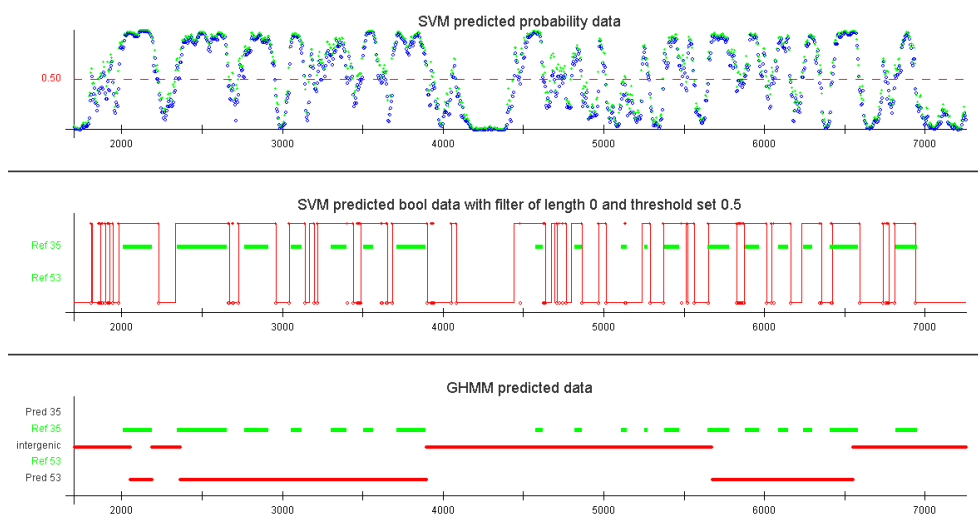 SVM predicted probability data
0.50
2000 3000 4000 5000 6000 7000
SVM predicted bool data with filter of length 0 and threshold set 0.5
Ref 35
Ref 53
2000 3000 4000 5000 6000 7000
GHMM predicted data
Pred 35
Ref 35
intergenic
Ref 53
Pred 53
2000 3000 4000 5000 6000 7000